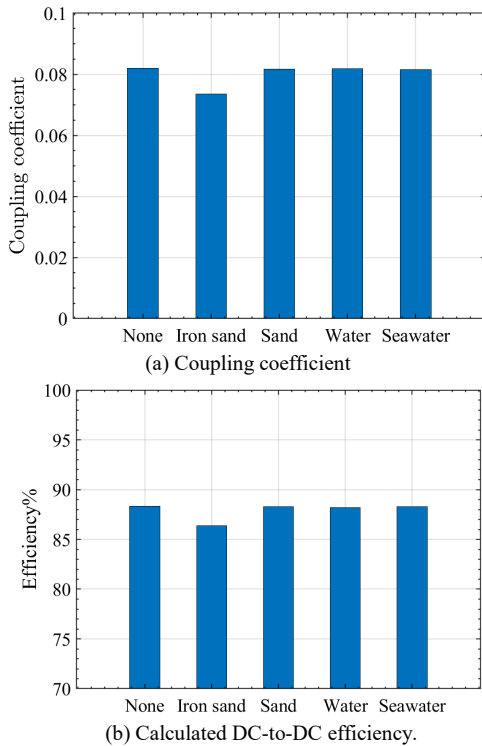 0.1
0.08
0.06
0.04
0.02
0
Coupling coefficient
None Iron sand Sand Water Seawater
(a) Coupling coefficient
100
95
90
85
80
75
70
Efficiency%
None Iron sand Sand Water Seawater
(b) Calculated DC-to-DC efficiency.